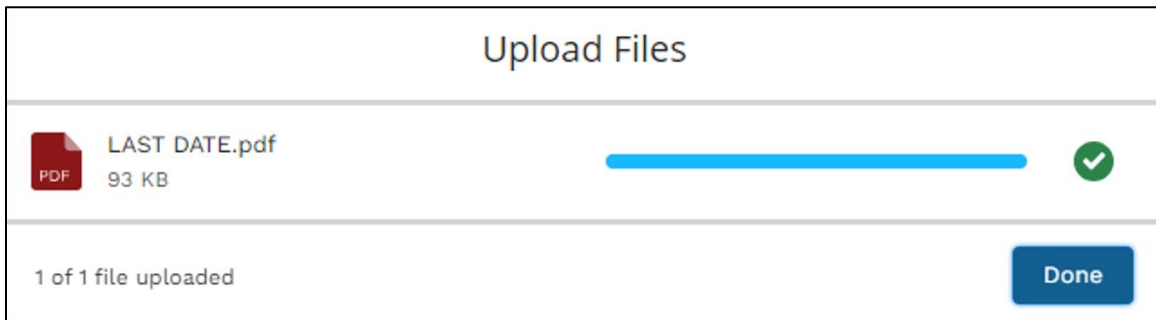 Upload Files
LAST DATE.pdf
PDF
93 KB
1 of 1 file uploaded
Done